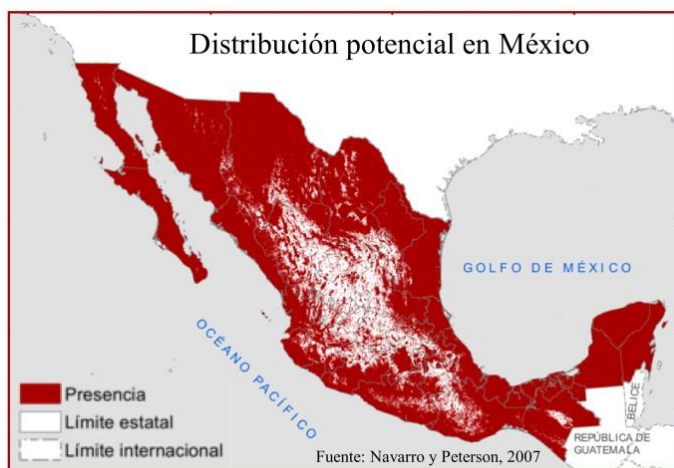 Distribución potencial en México
GOLFO DE MÉXICO
OCÉANO PACÍFICO
Presencia
Límite estatal
Límite internacional
BELICE
REPÚBLICA DE
GUATEMALA
Fuente: Navarro y Peterson, 2007